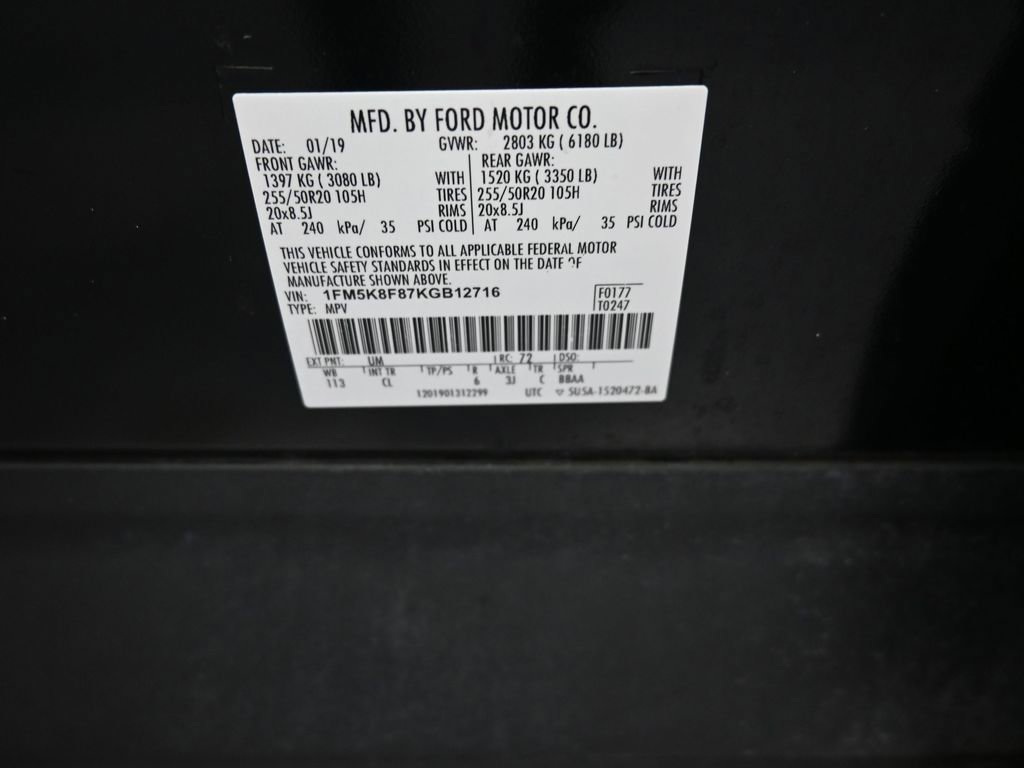 MFD. BY FORD MOTOR CO.
DATE: 01/19 GVWR: 2803 KG ( 6180 LB)
FRONT GAWR: REAR GAWR:
1397 KG ( 3080 LB) WITH 1520 KG ( 3350 LB) WITH
255/50R20 105H TIRES 255/50R20 105H TIRES
20x8.5J RIMS 20x8.5J RIMS
AT 240 kPa/ 35 PSI COLD AT 240 kPa/ 35 PSI COLD
THIS VEHICLE CONFORMS TO ALL APPLICABLE FEDERAL MOTOR
VEHICLE SAFETY STANDARDS IN EFFECT ON THE DATE OF
MANUFACTURE SHOWN ABOVE.
VIN: 1FM5K8F87KGB12716 F0177
TYPE: MPV T0247
EXT PNT: UM RC: 72 DSO:
WB INT TR TP/PS R AXLE TR SPR
113 CL 6 3J C BBAA
1201901312299 UTC ▽ SU5A-1520472-BA